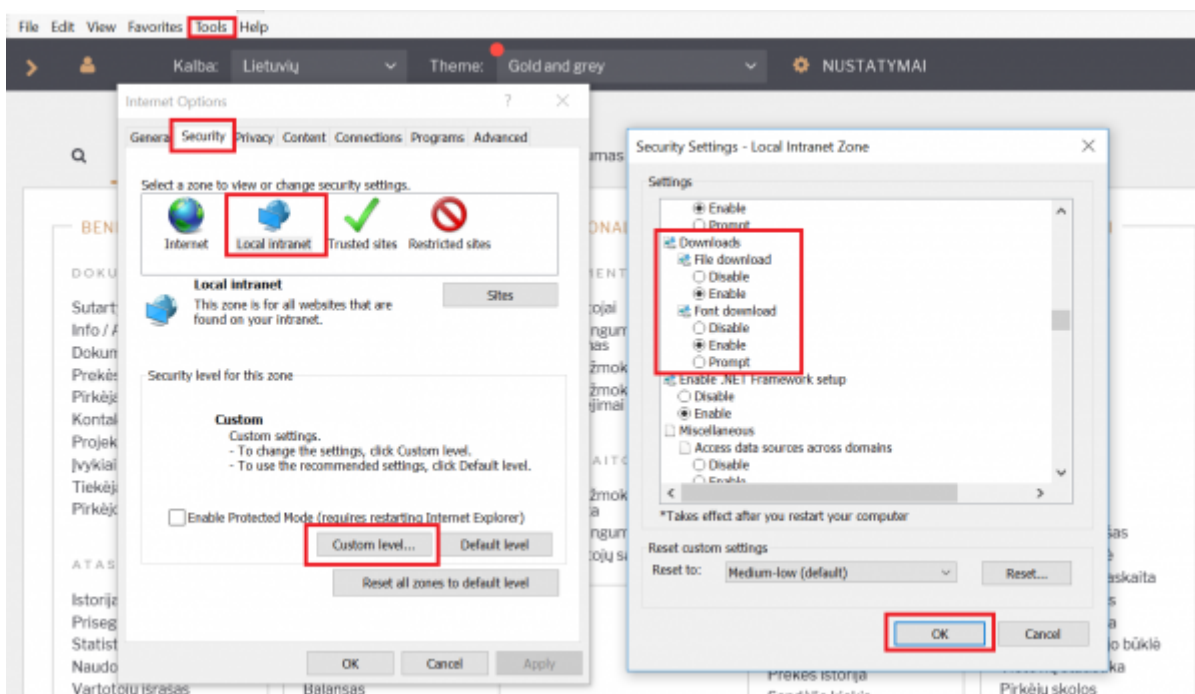 File Edit View Favorites Tools Help
Kalba: Lietuvių Theme: Gold and grey NUSTATYMAI
Internet Options ?
General Security Privacy Content Connections Programs Advanced
Select a zone to view or change security settings.
Internet Local intranet Trusted sites Restricted sites
Local intranet
This zone is for all websites that are
found on your intranet.
Sites
Security level for this zone
Custom
Custom settings.
- To change the settings, click Custom level.
- To use the recommended settings, click Default level.
Enable Protected Mode (requires restarting Internet Explorer)
Custom level... Default level
Reset all zones to default level
OK Cancel Apply
Security Settings - Local Intranet Zone
Settings
Enable
Prompt
Downloads
File download
Disable
Enable
Font download
Disable
Enable
Prompt
Enable .NET Framework setup
Disable
Enable
Miscellaneous
Access data sources across domains
Disable
Enable
*Takes effect after you restart your computer
Reset custom settings
Reset to: Medium-low (default) Reset...
OK Cancel
BEN
DOKU
Sutart
Info / A
Dokum
Prekės
Pirkėja
Kontak
Projek
Įvykiai
Tiekėja
Pirkėjo
ATAS
Istorija
Priseg
Statist
Naudo
Vartotojų išrašas
Balansas
Prekės istorija
Pirkėjų skolos